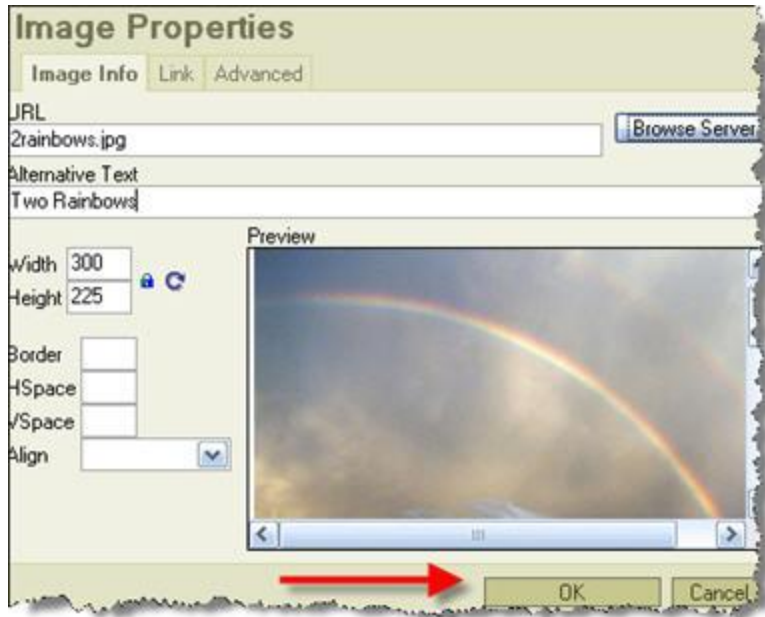 Image Properties
Image Info Link Advanced
URL
2rainbows.jpg
Browse Server
Alternative Text
Two Rainbows
Preview
Width 300
Height 225
Border
HSpace
VSpace
Align
OK Cancel